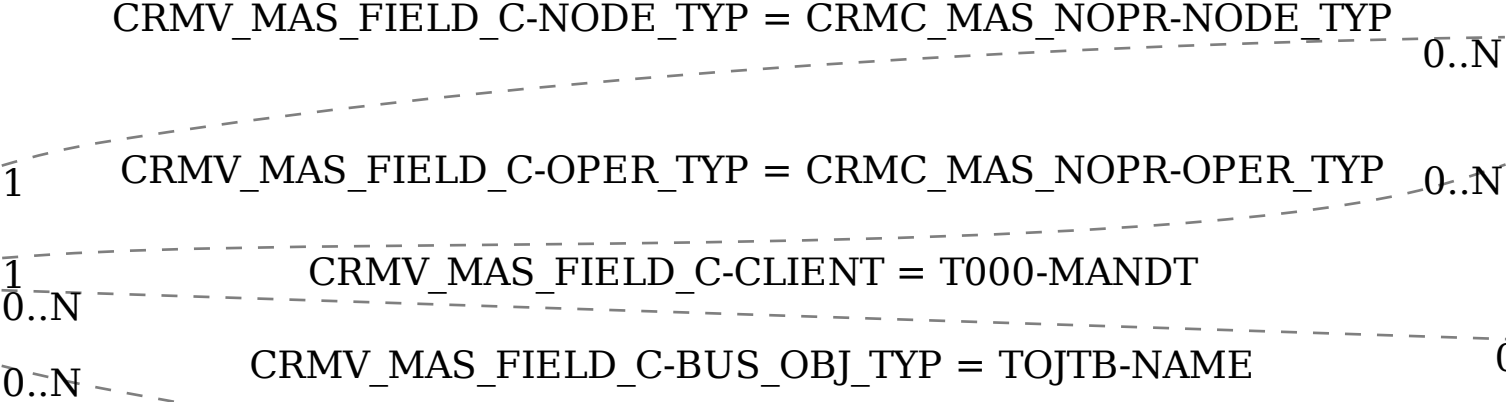 CRMV_MAS_FIELD_C-NODE_TYP = CRMC_MAS_NOPR-NODE_TYP
0..N
1
CRMV_MAS_FIELD_C-OPER_TYP = CRMC_MAS_NOPR-OPER_TYP
0..N
1
CRMV_MAS_FIELD_C-CLIENT = T000-MANDT
0..N
CRMV_MAS_FIELD_C-BUS_OBJ_TYP = TOJTB-NAME
0..N